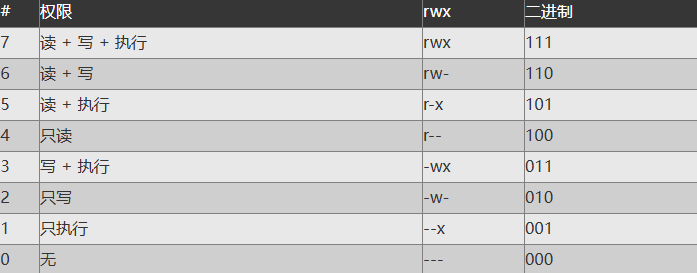 # 权限 rwx 二进制
7 读 + 写 + 执行 rwx 111
6 读 + 写 rw- 110
5 读 + 执行 r-x 101
4 只读 r-- 100
3 写 + 执行 -wx 011
2 只写 -w- 010
1 只执行 --x 001
0 无 --- 000